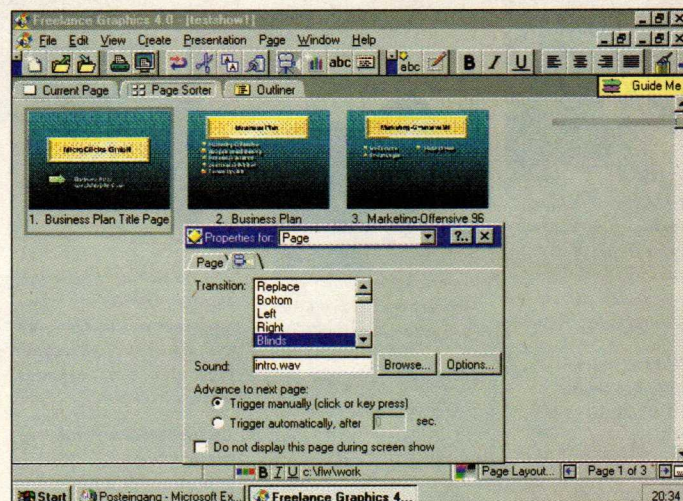 Freelance Graphics 4.0 - [testshow1]
File Edit View Create Presentation Page Window Help
abc abc B I U
Current Page Page Sorter Outliner Guide Me
MicroClicks GmbH
Business Plan
Marketing-Offensive 96
1. Business Plan Title Page 2. Business Plan 3. Marketing-Offensive 96
Properties for: Page ?..
Page
Transition: Replace
Bottom
Left
Right
Blinds
Sound: intro.wav Browse... Options...
Advance to next page:
Trigger manually (click or key press)
Trigger automatically, after sec.
Do not display this page during screen show
B I U c:\flw\work Page Layout... Page 1 of 3
Start Posteingang - Microsoft Ex... Freelance Graphics 4... 20:34